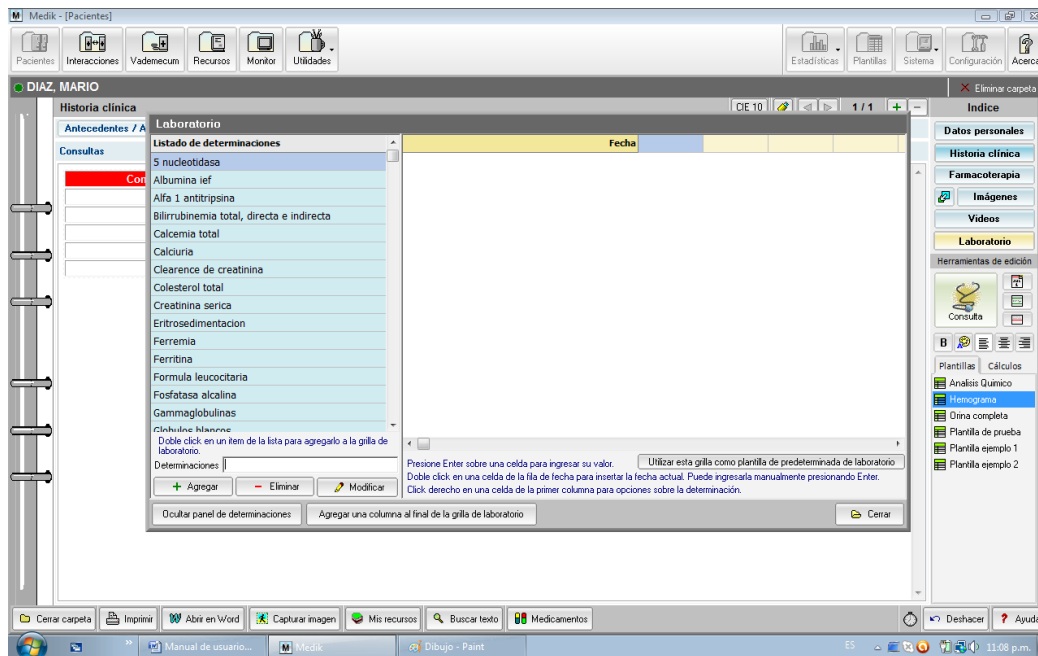 Medik - [Pacientes]
Pacientes
Interacciones
Vademecum
Recursos
Monitor
Utilidades
Estadísticas
Plantillas
Sistema
Configuración
Acerca
DIAZ, MARIO
Eliminar carpeta
Historia clínica
CIE 10
1 / 1
Indice
Antecedentes / A
Consultas
Con
Laboratorio
Listado de determinaciones
5 nucleotidasa
Albumina ief
Alfa 1 antitripsina
Bilirrubinemia total, directa e indirecta
Calcemia total
Calciuria
Clearence de creatinina
Colesterol total
Creatinina serica
Eritrosedimentacion
Ferremia
Ferritina
Formula leucocitaria
Fosfatasa alcalina
Gammaglobulinas
Globulos blancos
Doble click en un item de la lista para agregarlo a la grilla de
laboratorio.
Determinaciones
Agregar
Eliminar
Modificar
Fecha
Presione Enter sobre una celda para ingresar su valor.
Utilizar esta grilla como plantilla de predeterminada de laboratorio
Doble click en una celda de la fila de fecha para insertar la fecha actual. Puede ingresarla manualmente presionando Enter.
Click derecho en una celda de la primer columna para opciones sobre la determinación.
Ocultar panel de determinaciones
Agregar una columna al final de la grilla de laboratorio
Cerrar
Datos personales
Historia clínica
Farmacoterapia
Imágenes
Videos
Laboratorio
Herramientas de edición
Consulta
B
Plantillas
Cálculos
Analisis Quimico
Hemograma
Orina completa
Plantilla de prueba
Plantilla ejemplo 1
Plantilla ejemplo 2
Cerrar carpeta
Imprimir
Abrir en Word
Capturar imagen
Mis recursos
Buscar texto
Medicamentos
Deshacer
Ayuda
Manual de usuario...
Medik
Dibujo - Paint
ES
11:08 p.m.